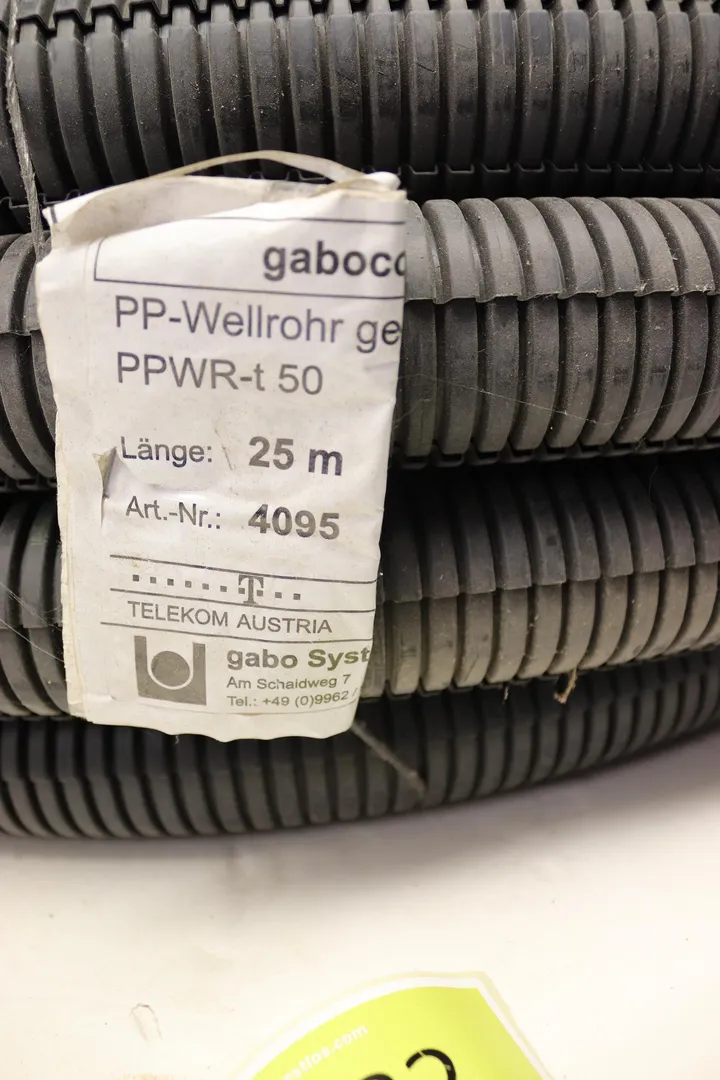 gaboco
PP-Wellrohr ge
PPWR-t 50
Länge: 25 m
Art.-Nr.: 4095
T
TELEKOM AUSTRIA
gabo Syst
Am Schaidweg 7
Tel.: +49 (0)9962 /